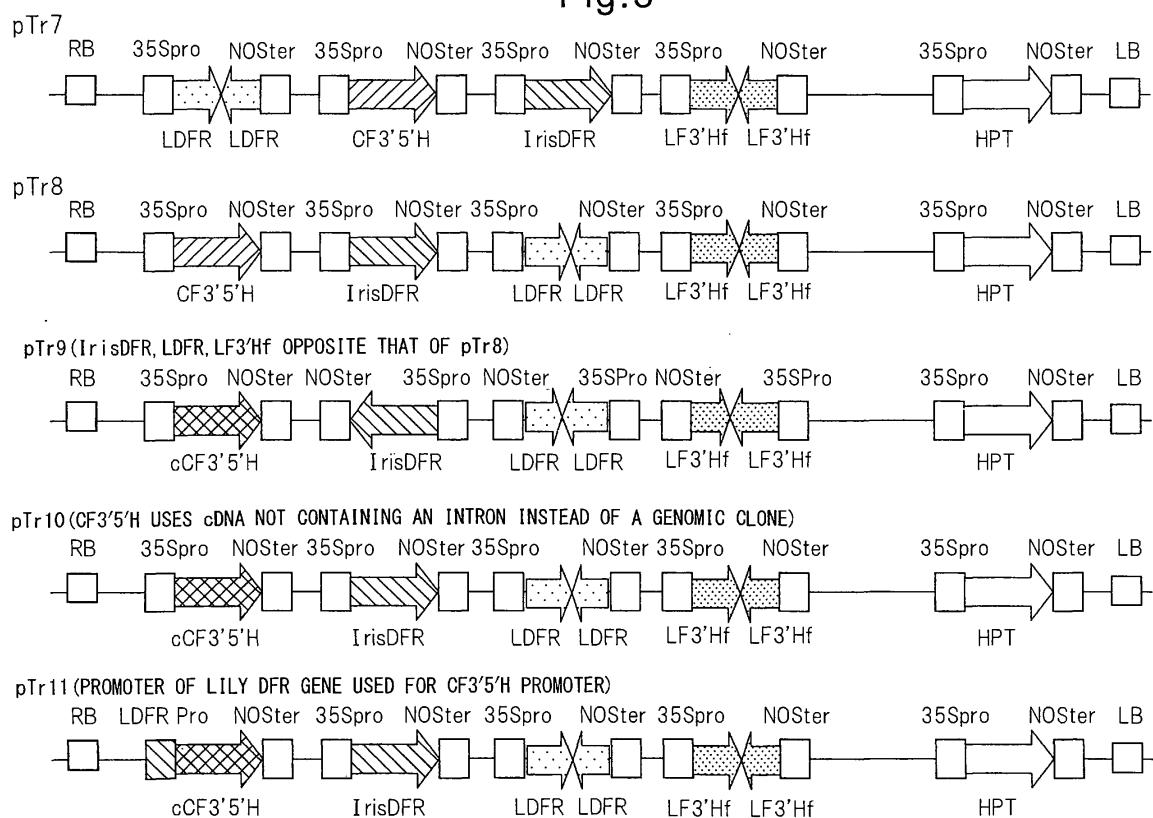 pTr7
RB 35Spro NOSter 35Spro NOSter 35Spro NOSter 35Spro NOSter 35Spro NOSter LB
LDFR LDFR CF3'5'H IrisDFR LF3'Hf LF3'Hf HPT
pTr8
RB 35Spro NOSter 35Spro NOSter 35Spro NOSter 35Spro NOSter 35Spro NOSter LB
CF3'5'H IrisDFR LDFR LDFR LF3'Hf LF3'Hf HPT
pTr9(IrisDFR, LDFR, LF3'Hf OPPOSITE THAT OF pTr8)
RB 35Spro NOSter NOSter 35Spro NOSter 35SPro NOSter 35SPro 35Spro NOSter LB
cCF3'5'H IrisDFR LDFR LDFR LF3'Hf LF3'Hf HPT
pTr10(CF3'5'H USES cDNA NOT CONTAINING AN INTRON INSTEAD OF A GENOMIC CLONE)
RB 35Spro NOSter 35Spro NOSter 35Spro NOSter 35Spro NOSter 35Spro NOSter LB
cCF3'5'H IrisDFR LDFR LDFR LF3'Hf LF3'Hf HPT
pTr11(PROMOTER OF LILY DFR GENE USED FOR CF3'5'H PROMOTER)
RB LDFR Pro NOSter 35Spro NOSter 35Spro NOSter 35Spro NOSter 35Spro NOSter LB
cCF3'5'H IrisDFR LDFR LDFR LF3'Hf LF3'Hf HPT